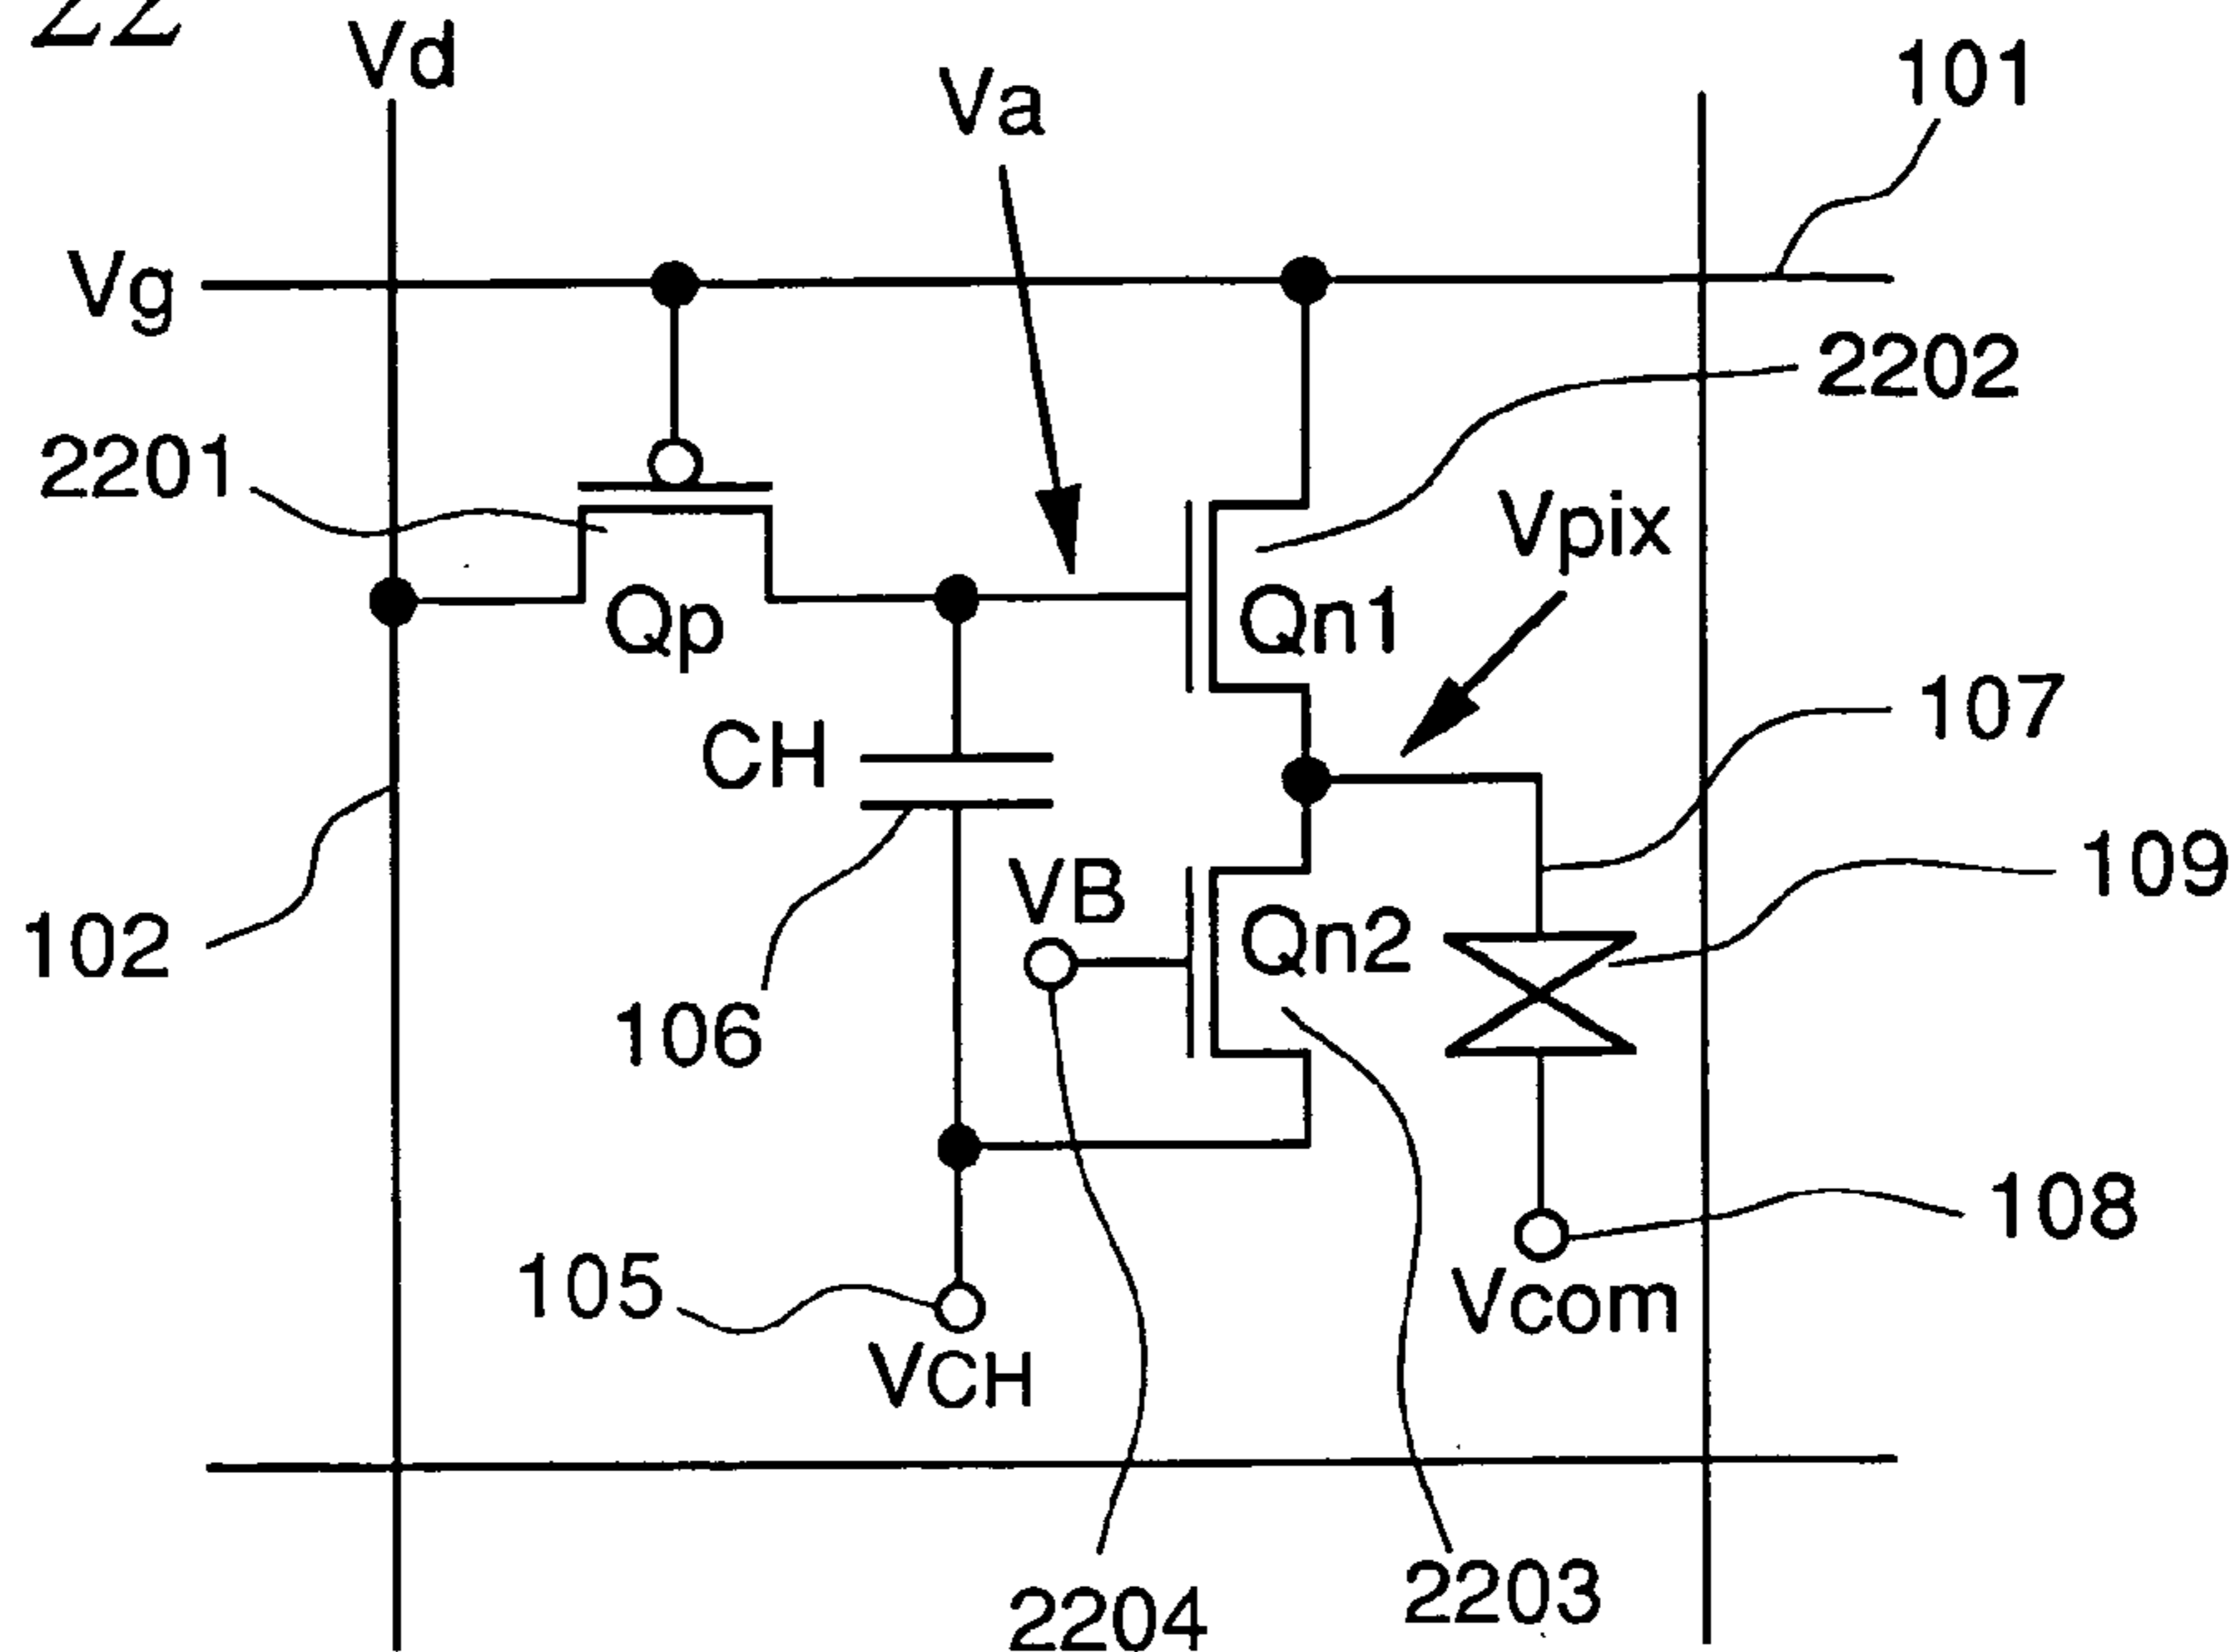 22
Vd
Va
101
Vg
2202
2201
Vpix
Qp
Qn1
107
CH
109
VB
Qn2
102
106
108
105
Vcom
VCH
2204
2203